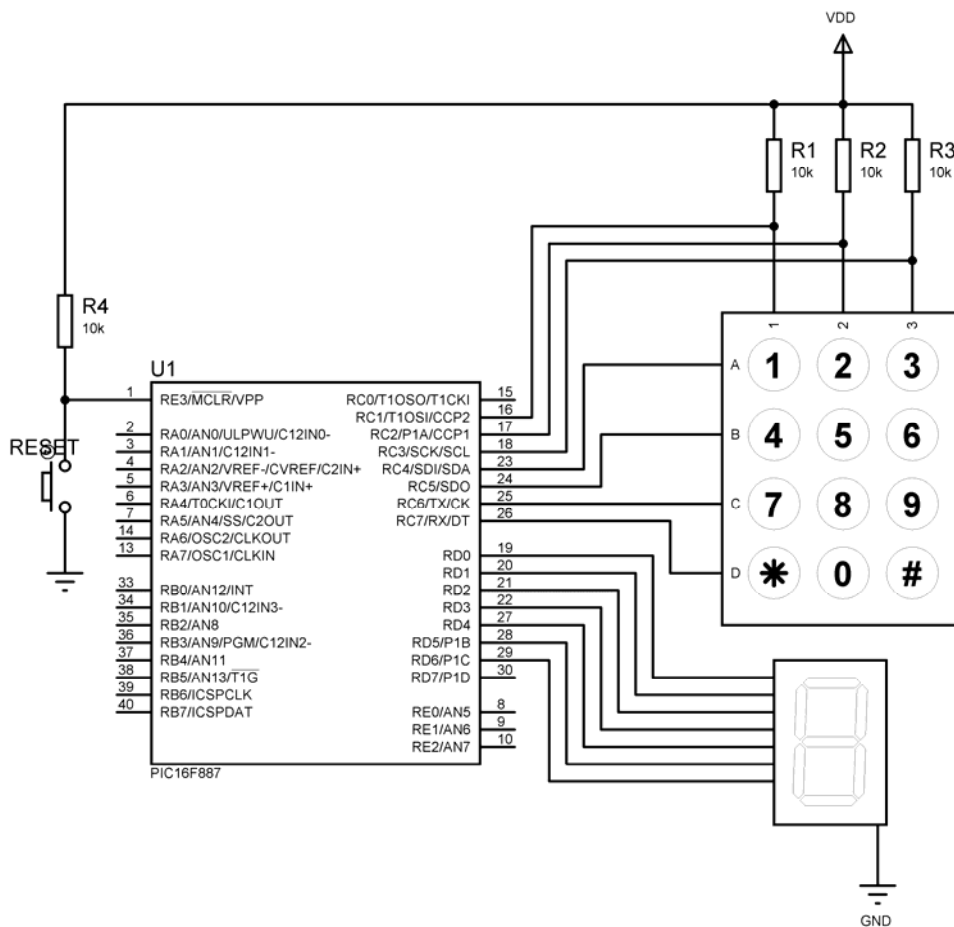 VDD
R1
10k
R2
10k
R3
10k
R4
10k
RESET
U1
1 RE3/MCLR/VPP
2 RA0/AN0/ULPWU/C12IN0-
3 RA1/AN1/C12IN1-
4 RA2/AN2/VREF-/CVREF/C2IN+
5 RA3/AN3/VREF+/C1IN+
6 RA4/T0CKI/C1OUT
7 RA5/AN4/SS/C2OUT
14 RA6/OSC2/CLKOUT
13 RA7/OSC1/CLKIN
33 RB0/AN12/INT
34 RB1/AN10/C12IN3-
35 RB2/AN8
36 RB3/AN9/PGM/C12IN2-
37 RB4/AN11
38 RB5/AN13/T1G
39 RB6/ICSPCLK
40 RB7/ICSPDAT
RC0/T1OSO/T1CKI 15
RC1/T1OSI/CCP2 16
RC2/P1A/CCP1 17
RC3/SCK/SCL 18
RC4/SDI/SDA 23
RC5/SDO 24
RC6/TX/CK 25
RC7/RX/DT 26
RD0 19
RD1 20
RD2 21
RD3 22
RD4 27
RD5/P1B 28
RD6/P1C 29
RD7/P1D 30
RE0/AN5 8
RE1/AN6 9
RE2/AN7 10
PIC16F887
1 2 3
A 1 2 3
B 4 5 6
C 7 8 9
D * 0 #
GND